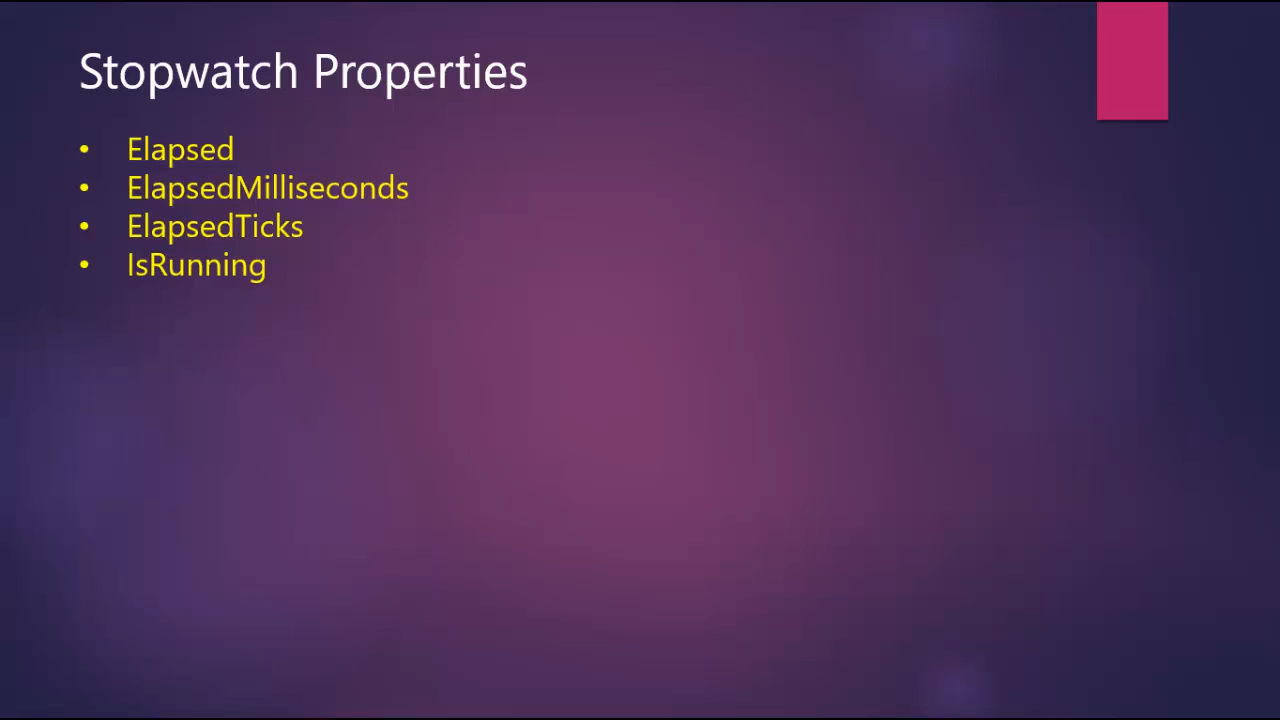 Stopwatch Properties
• Elapsed
• ElapsedMilliseconds
• ElapsedTicks
• IsRunning